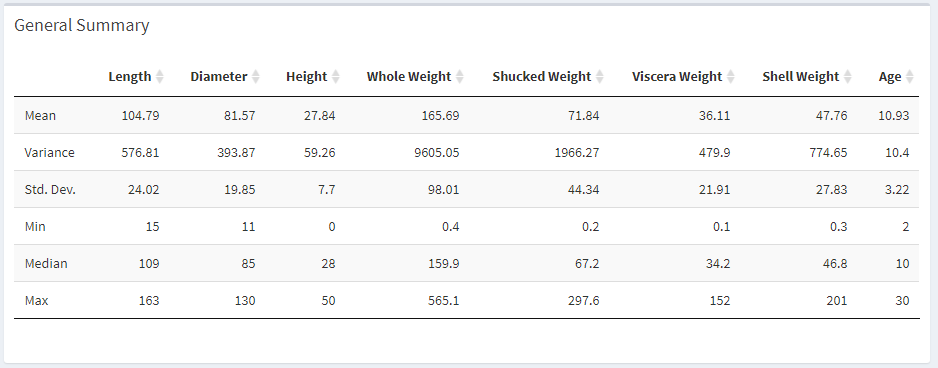 General Summary
Length Diameter Height Whole Weight Shucked Weight Viscera Weight Shell Weight Age
Mean 104.79 81.57 27.84 165.69 71.84 36.11 47.76 10.93
Variance 576.81 393.87 59.26 9605.05 1966.27 479.9 774.65 10.4
Std. Dev. 24.02 19.85 7.7 98.01 44.34 21.91 27.83 3.22
Min 15 11 0 0.4 0.2 0.1 0.3 2
Median 109 85 28 159.9 67.2 34.2 46.8 10
Max 163 130 50 565.1 297.6 152 201 30